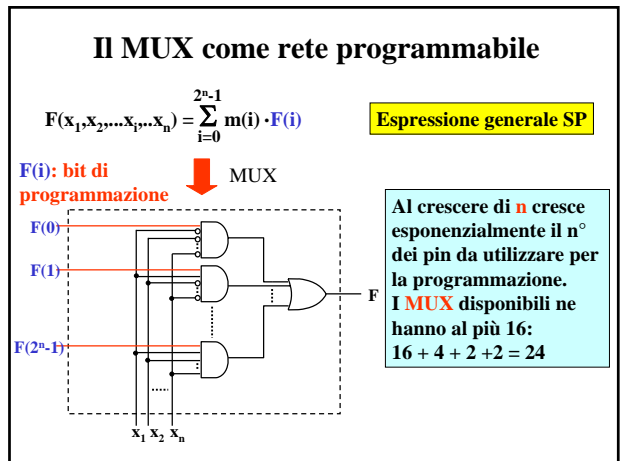 Il MUX come rete programmabile
2ⁿ-1
F(x₁,x₂,...xᵢ,..xₙ) = Σ m(i) ·F(i)
i=0
Espressione generale SP
F(i): bit di
programmazione
MUX
F(0)
F(1)
F(2ⁿ-1)
F
x₁ x₂ xₙ
Al crescere di n cresce
esponenzialmente il n°
dei pin da utilizzare per
la programmazione.
I MUX disponibili ne
hanno al più 16:
16 + 4 + 2 +2 = 24